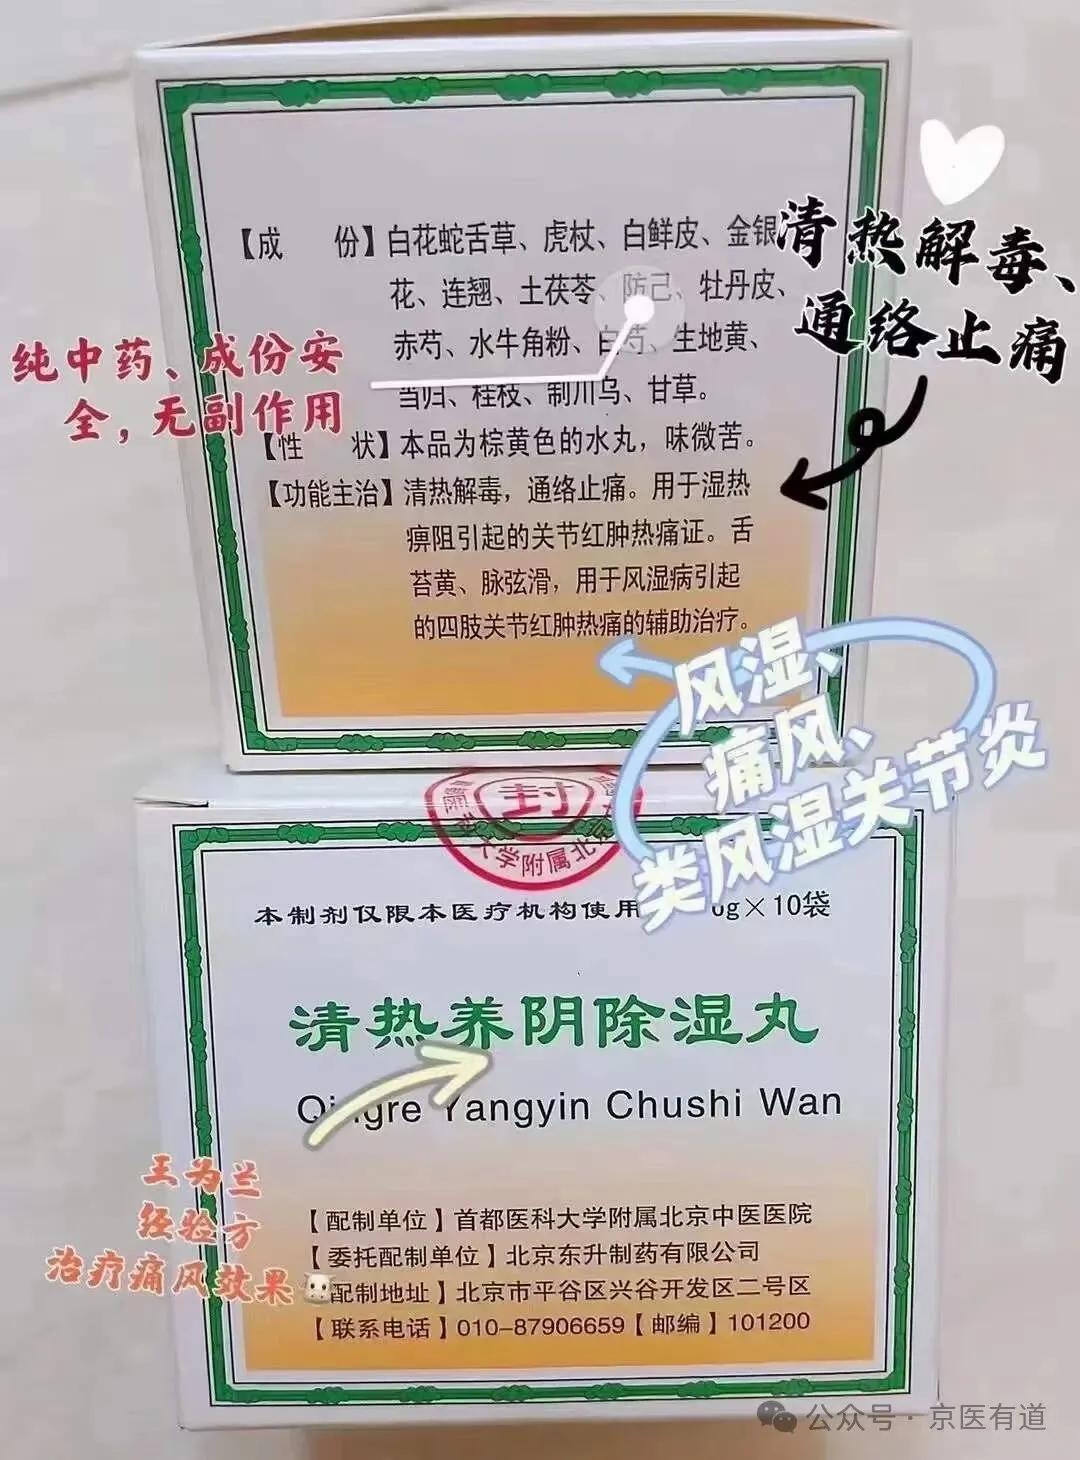 【成 份】白花蛇舌草、虎杖、白鲜皮、金银
花、连翘、土茯苓、防己、牡丹皮、
赤芍、水牛角粉、白芍、生地黄、
当归、桂枝、制川乌、甘草。
【性 状】本品为棕黄色的水丸，味微苦。
【功能主治】清热解毒，通络止痛。用于湿热
痹阻引起的关节红肿热痛证。舌
苔黄、脉弦滑，用于风湿病引起
的四肢关节红肿热痛的辅助治疗。
清热解毒、
通络止痛
纯中药、成份安
全，无副作用
风湿、
痛风、
类风湿关节炎
封
医科大学附属北京
本制剂仅限本医疗机构使用
g×10袋
清热养阴除湿丸
Qingre Yangyin Chushi Wan
王为兰
经验方
治疗痛风效果
【配制单位】首都医科大学附属北京中医医院
【委托配制单位】北京东升制药有限公司
配制地址】北京市平谷区兴谷开发区二号区
【联系电话】010-87906659【邮编】101200
公众号·京医有道